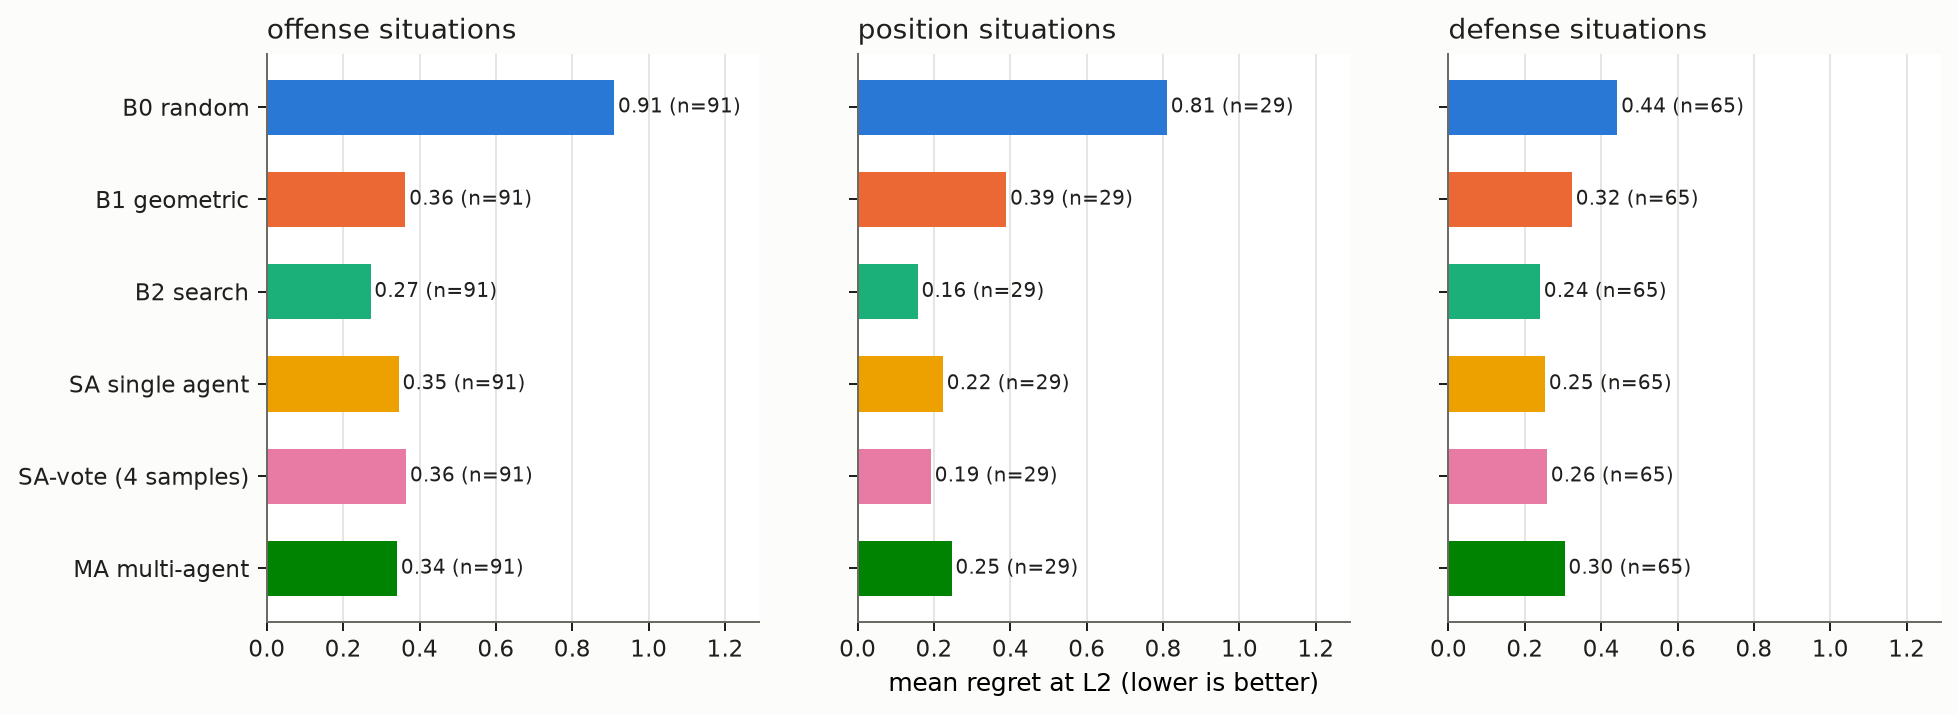 offense situations
B0 random
0.91 (n=91)
B1 geometric
0.36 (n=91)
B2 search
0.27 (n=91)
SA single agent
0.35 (n=91)
SA-vote (4 samples)
0.36 (n=91)
MA multi-agent
0.34 (n=91)
0.0 0.2 0.4 0.6 0.8 1.0 1.2
position situations
0.81 (n=29)
0.39 (n=29)
0.16 (n=29)
0.22 (n=29)
0.19 (n=29)
0.25 (n=29)
0.0 0.2 0.4 0.6 0.8 1.0 1.2
mean regret at L2 (lower is better)
defense situations
0.44 (n=65)
0.32 (n=65)
0.24 (n=65)
0.25 (n=65)
0.26 (n=65)
0.30 (n=65)
0.0 0.2 0.4 0.6 0.8 1.0 1.2